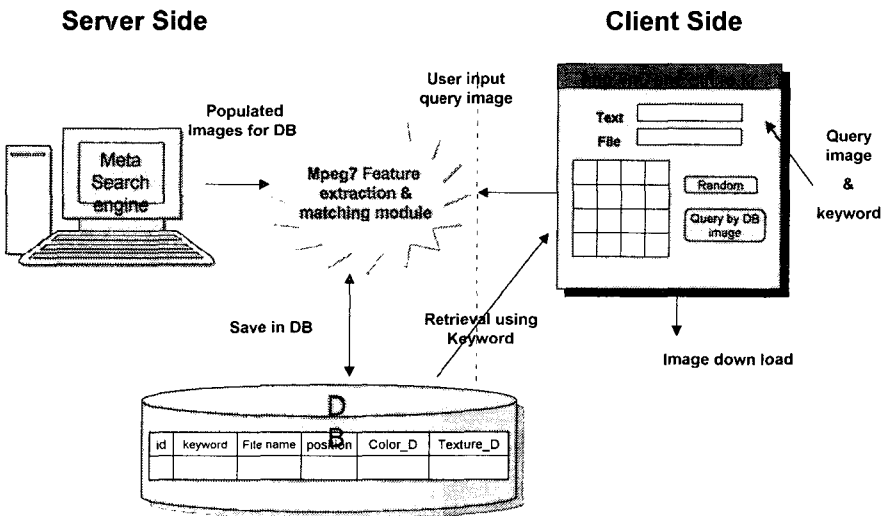 Server Side
Client Side
Populated
Images for DB
User input
query image
Meta
Search
engine
Mpeg7 Feature
extraction &
matching module
Text
File
Random
Query by DB
image
Query
image
&
keyword
Save in DB
Retrieval using
Keyword
Image down load
D
B
id keyword File name position Color_D Texture_D